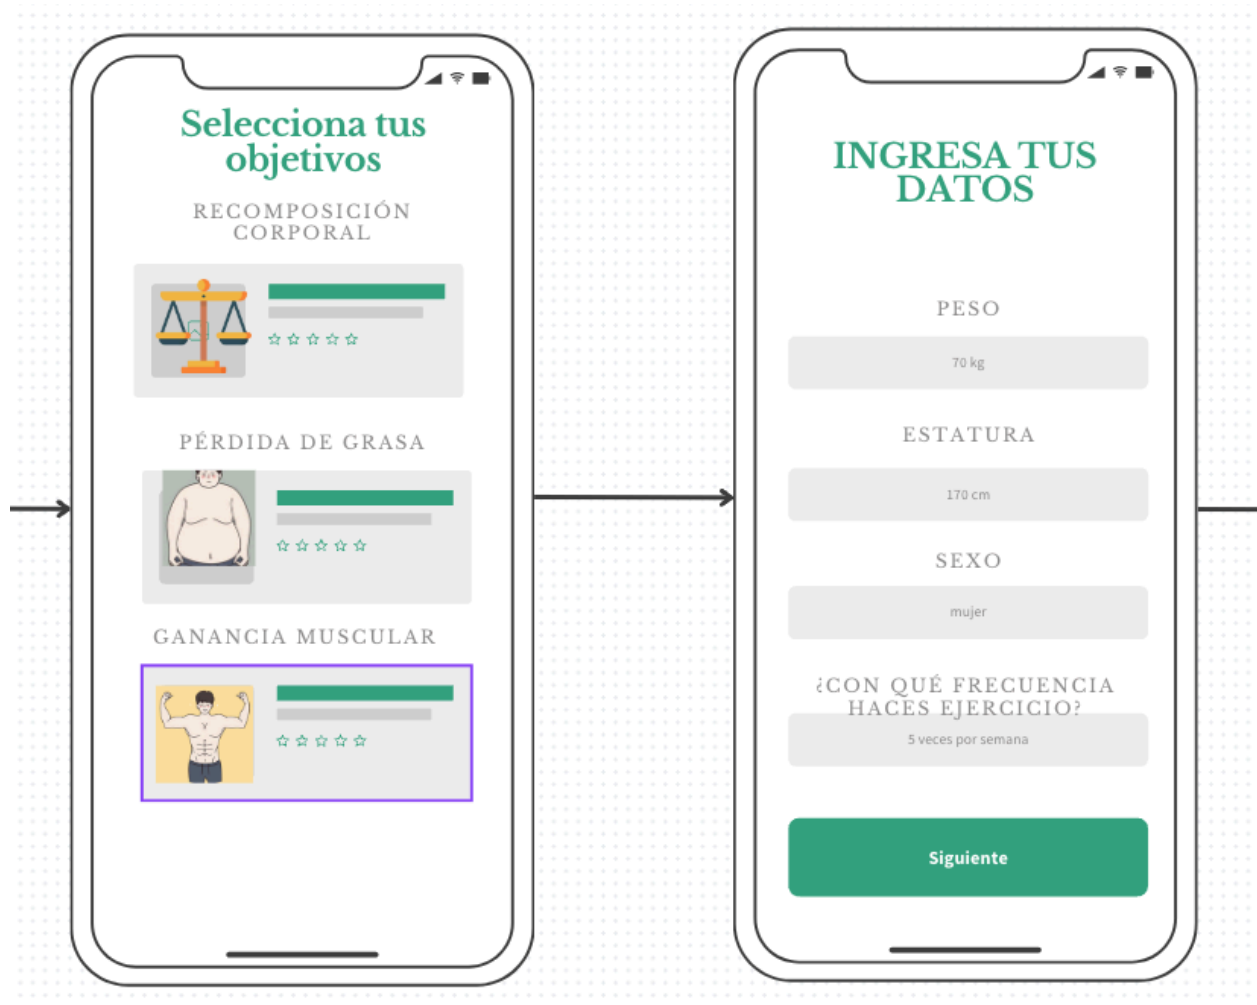 Selecciona tus
objetivos
RECOMPOSICIÓN
CORPORAL
PÉRDIDA DE GRASA
GANANCIA MUSCULAR
INGRESA TUS
DATOS
PESO
70 kg
ESTATURA
170 cm
SEXO
mujer
¿CON QUÉ FRECUENCIA
HACES EJERCICIO?
5 veces por semana
Siguiente